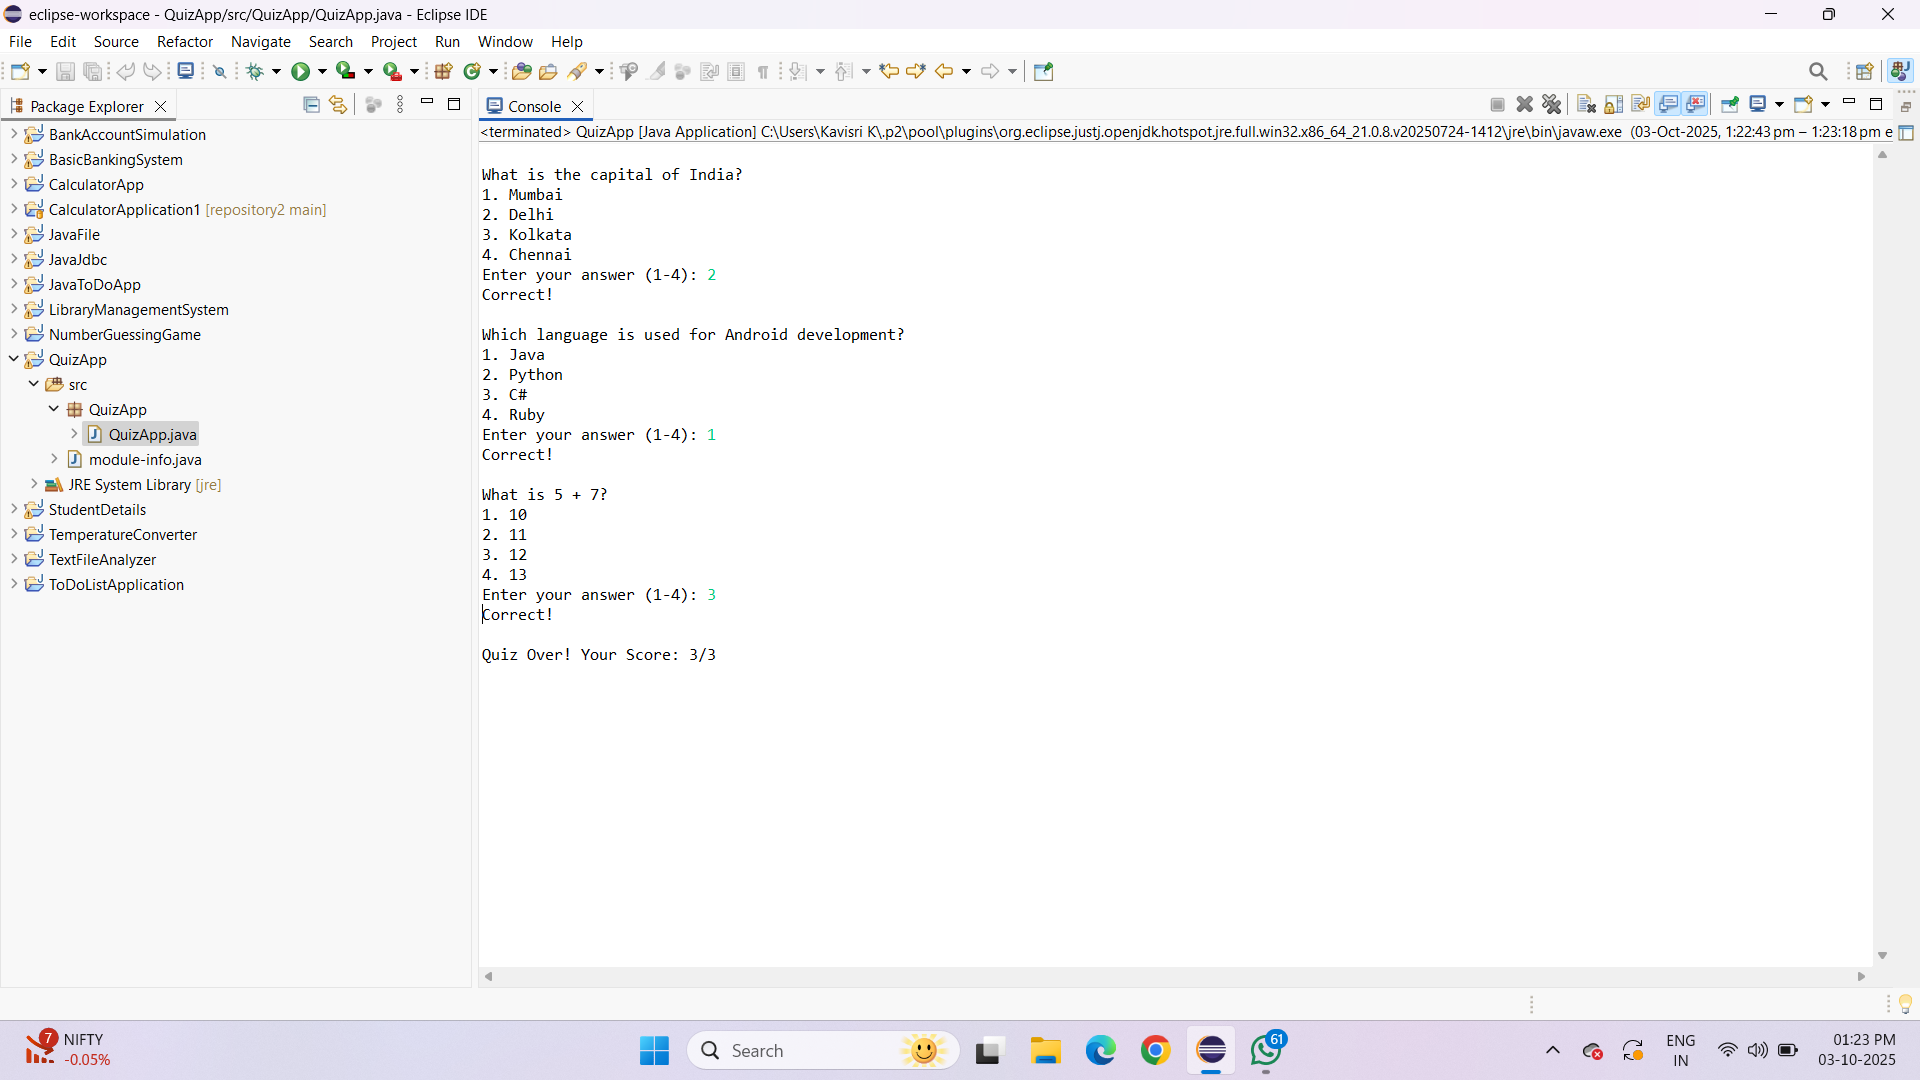 eclipse-workspace - QuizApp/src/QuizApp/QuizApp.java - Eclipse IDE
File Edit Source Refactor Navigate Search Project Run Window Help
Package Explorer
BankAccountSimulation
BasicBankingSystem
CalculatorApp
CalculatorApplication1 [repository2 main]
JavaFile
JavaJdbc
JavaToDoApp
LibraryManagementSystem
NumberGuessingGame
QuizApp
src
QuizApp
QuizApp.java
module-info.java
JRE System Library [jre]
StudentDetails
TemperatureConverter
TextFileAnalyzer
ToDoListApplication
Console
<terminated> QuizApp [Java Application] C:\Users\Kavisri K\.p2\pool\plugins\org.eclipse.justj.openjdk.hotspot.jre.full.win32.x86_64_21.0.8.v20250724-1412\jre\bin\javaw.exe (03-Oct-2025, 1:22:43 pm – 1:23:18 pm e
What is the capital of India?
1. Mumbai
2. Delhi
3. Kolkata
4. Chennai
Enter your answer (1-4): 2
Correct!
Which language is used for Android development?
1. Java
2. Python
3. C#
4. Ruby
Enter your answer (1-4): 1
Correct!
What is 5 + 7?
1. 10
2. 11
3. 12
4. 13
Enter your answer (1-4): 3
Correct!
Quiz Over! Your Score: 3/3
7
NIFTY
-0.05%
Search
61
ENG
IN
01:23 PM
03-10-2025